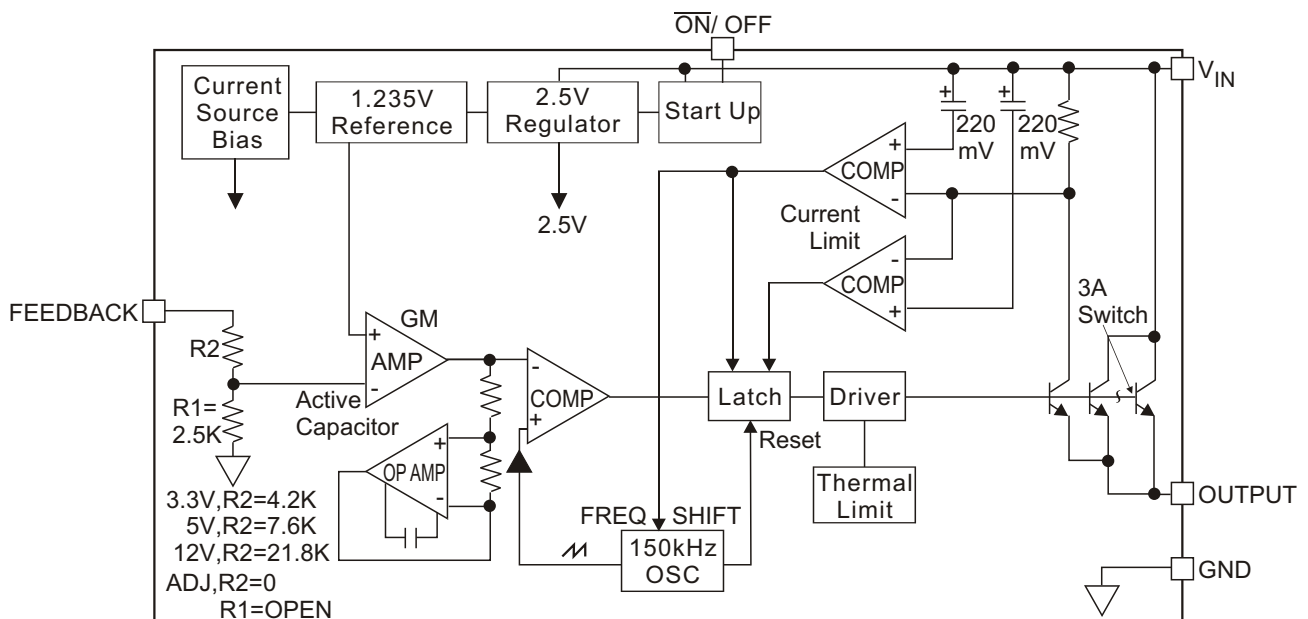 ON/ OFF
Current
Source
Bias
1.235V
Reference
2.5V
Regulator
Start Up
VIN
+
220
mV
+
220
mV
+
COMP
-
2.5V
Current
Limit
-
COMP
+
3A
Switch
FEEDBACK
R2
R1=
2.5K
GM
+
AMP
-
Active
Capacitor
-
COMP
+
Latch
Driver
Reset
+
OP AMP
-
Thermal
Limit
3.3V,R2=4.2K
5V,R2=7.6K
12V,R2=21.8K
ADJ,R2=0
R1=OPEN
FREQ SHIFT
150kHz
OSC
OUTPUT
GND